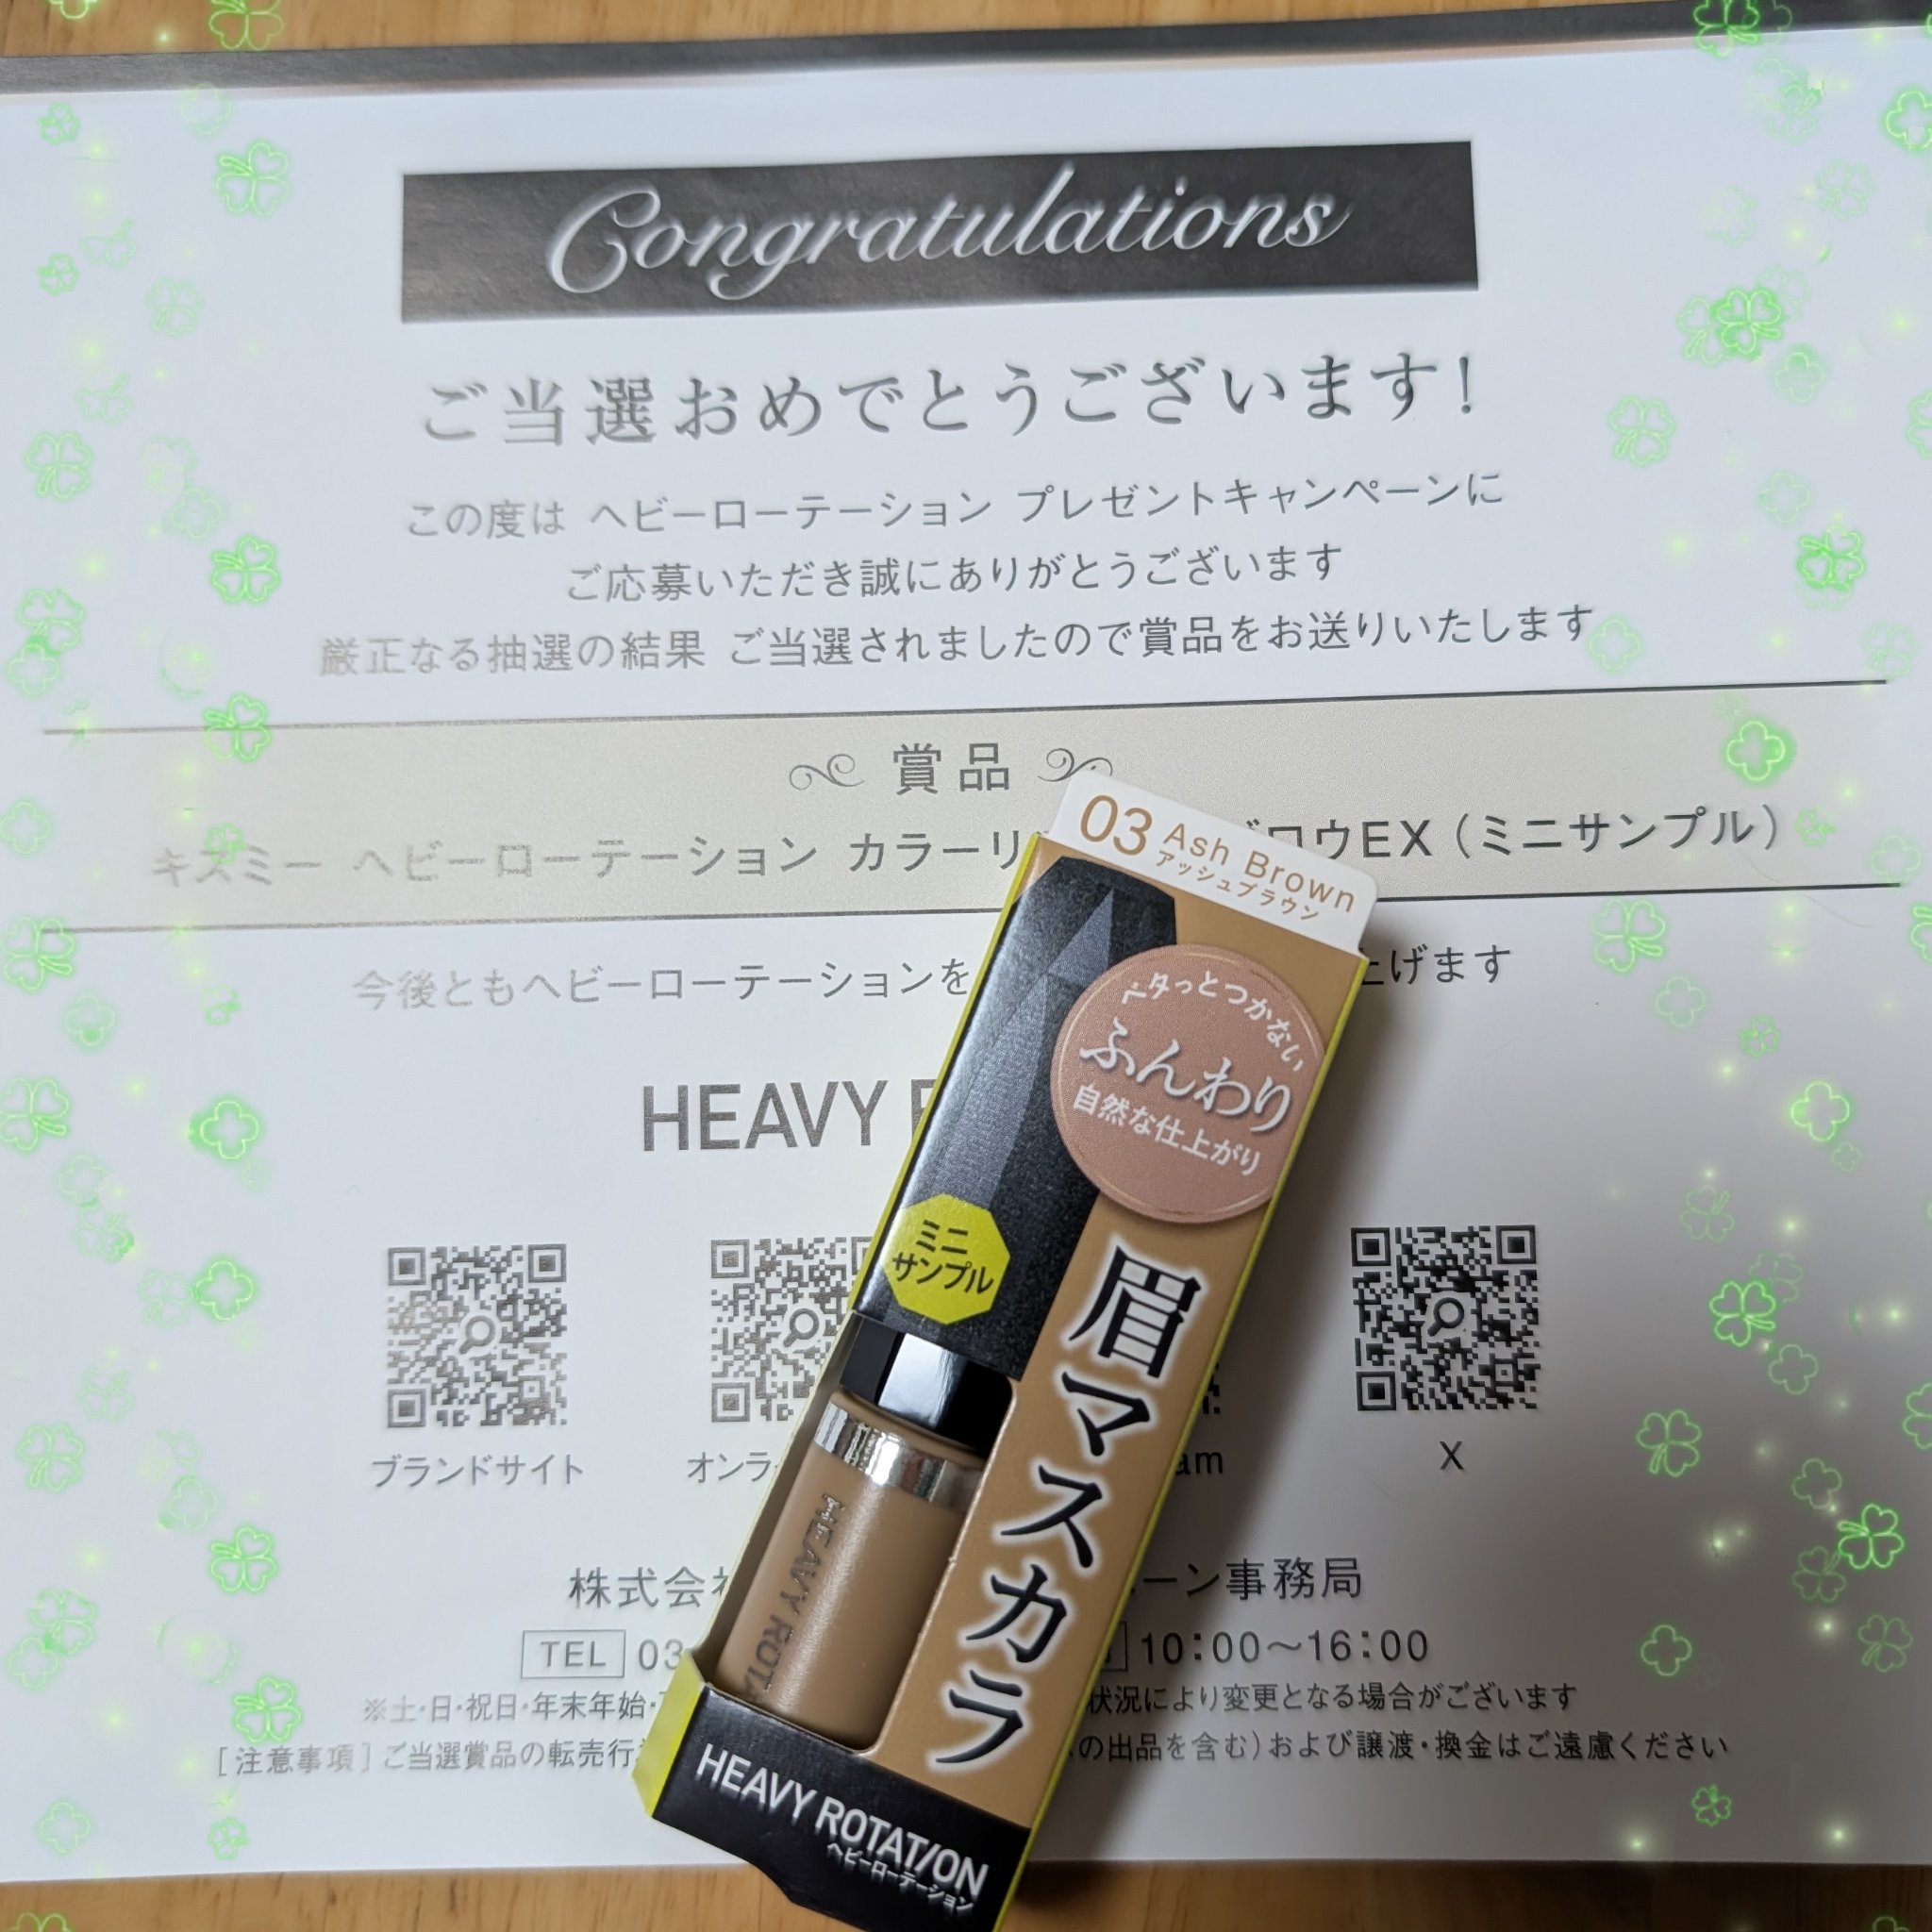 Congratulations
ご当選おめでとうございます!
この度は ヘビーローテーション プレゼントキャンペーンに
ご応募いただき誠にありがとうございます
厳正なる抽選の結果 ご当選されましたので賞品をお送りいたします
賞品
キスミー ヘビーローテーション カラーリ
ブロウEX(ミニサンプル)
今後ともヘビーローテーションを
上げます
HEAVY
ブランドサイト
オンラ
am
X
株式会社
ーン事務局
TEL 03
10:00〜16:00
※土・日・祝日・年末年始・
状況により変更となる場合がございます
[注意事項]ご当選賞品の転売行
の出品を含む)および譲渡・換金はご遠慮ください
03 Ash Brown
アッシュブラウン
ベタっとつかない
ふんわり
自然な仕上がり
ミニ
サンプル
眉マスカラ
HEAVY ROTA
HEAVY ROTATION
ヘビーローテーション